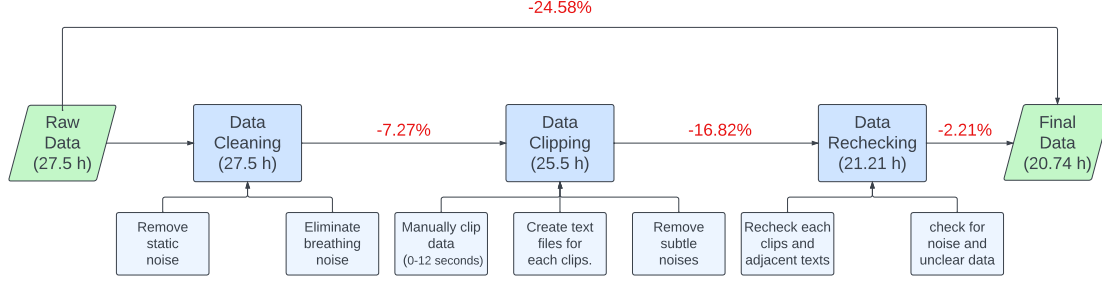 -24.58%
Raw
Data
(27.5 h)
Data
Cleaning
(27.5 h)
-7.27%
Data
Clipping
(25.5 h)
-16.82%
Data
Rechecking
(21.21 h)
-2.21%
Final
Data
(20.74 h)
Remove
static
noise
Eliminate
breathing
noise
Manually clip
data
(0-12 seconds)
Create text
files for
each clips.
Remove
subtle
noises
Recheck each
clips and
adjacent texts
check for
noise and
unclear data